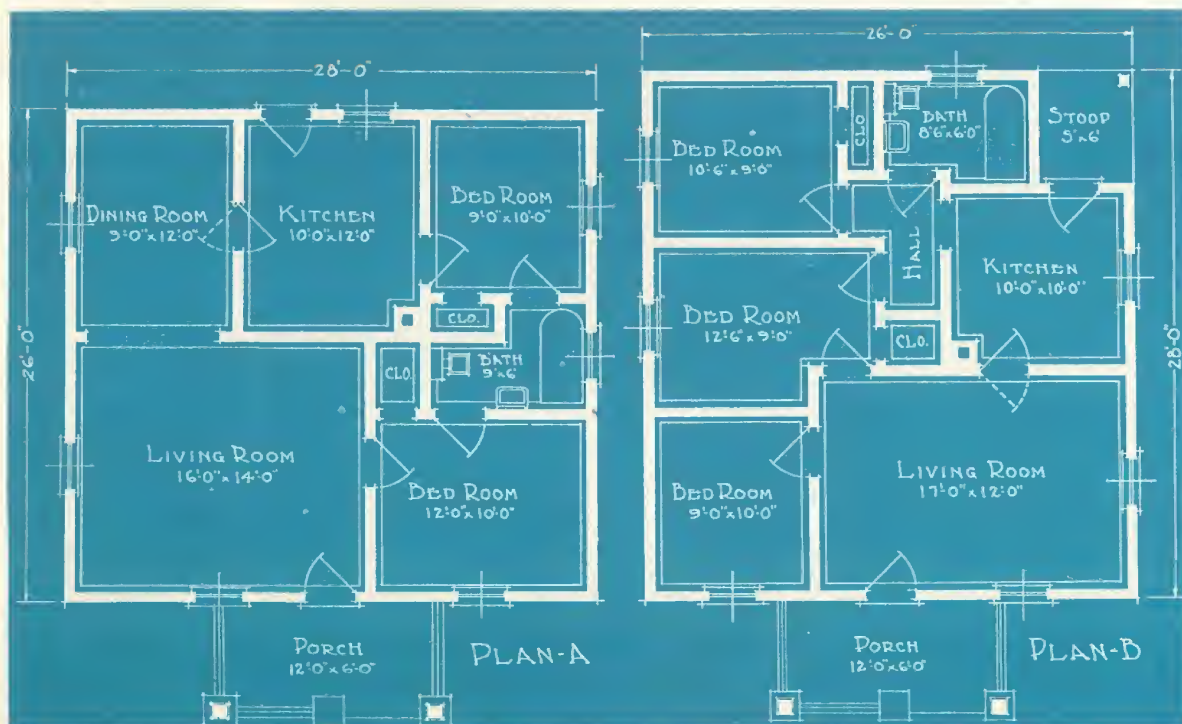 28'-0"
26'-0"
DINING ROOM
9'-0"x12'-0"
KITCHEN
10'-0"x12'-0"
BED ROOM
9'-0"x10'-0"
CLO.
CLO.
BATH
9'x6'
LIVING ROOM
16'-0"x14'-0"
BED ROOM
12'-0"x10'-0"
PORCH
12'-0"x6'-0"
PLAN-A
26'-0"
28'-0"
BED ROOM
10'-6"x9'-0"
CLO
BATH
8'6"x6'-0"
STOOP
5'x6'
HALL
KITCHEN
10'-0"x10'-0"
BED ROOM
12'-6"x9'-0"
CLO.
LIVING ROOM
17'-0"x12'-0"
BED ROOM
9'-0"x10'-0"
PORCH
12'-0"x6'-0"
PLAN-B